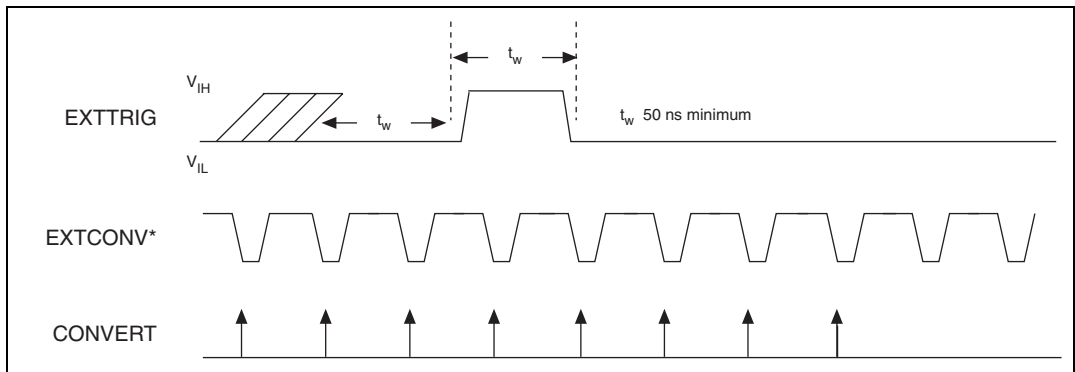 t_w
V_IH
EXTTRIG
t_w
t_w 50 ns minimum
V_IL
EXTCONV*
CONVERT